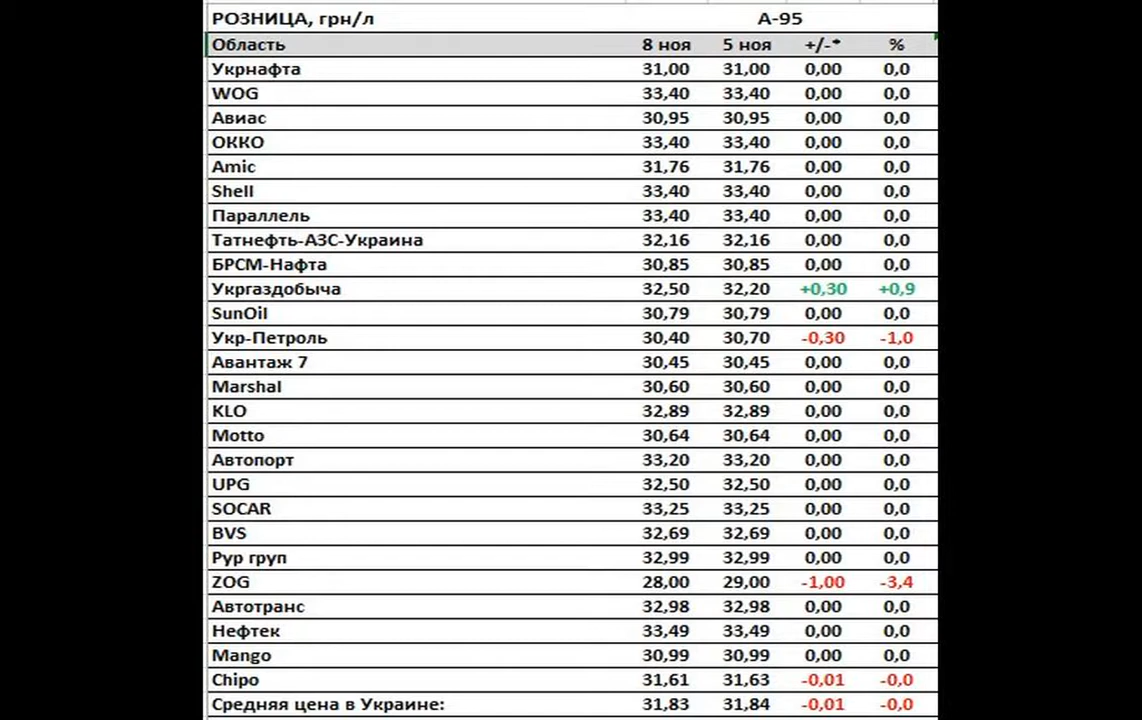 РОЗНИЦА, грн/л А-95
Область 8 ноя 5 ноя +/-* %
Укрнафта 31,00 31,00 0,00 0,0
WOG 33,40 33,40 0,00 0,0
Авиас 30,95 30,95 0,00 0,0
ОККО 33,40 33,40 0,00 0,0
Amic 31,76 31,76 0,00 0,0
Shell 33,40 33,40 0,00 0,0
Параллель 33,40 33,40 0,00 0,0
Татнефть-АЗС-Украина 32,16 32,16 0,00 0,0
БРСМ-Нафта 30,85 30,85 0,00 0,0
Укргаздобыча 32,50 32,20 +0,30 +0,9
SunOil 30,79 30,79 0,00 0,0
Укр-Петроль 30,40 30,70 -0,30 -1,0
Авантаж 7 30,45 30,45 0,00 0,0
Marshal 30,60 30,60 0,00 0,0
KLO 32,89 32,89 0,00 0,0
Motto 30,64 30,64 0,00 0,0
Автопорт 33,20 33,20 0,00 0,0
UPG 32,50 32,50 0,00 0,0
SOCAR 33,25 33,25 0,00 0,0
BVS 32,69 32,69 0,00 0,0
Рур груп 32,99 32,99 0,00 0,0
ZOG 28,00 29,00 -1,00 -3,4
Автотранс 32,98 32,98 0,00 0,0
Нефтек 33,49 33,49 0,00 0,0
Mango 30,99 30,99 0,00 0,0
Chipo 31,61 31,63 -0,01 -0,0
Средняя цена в Украине: 31,83 31,84 -0,01 -0,0